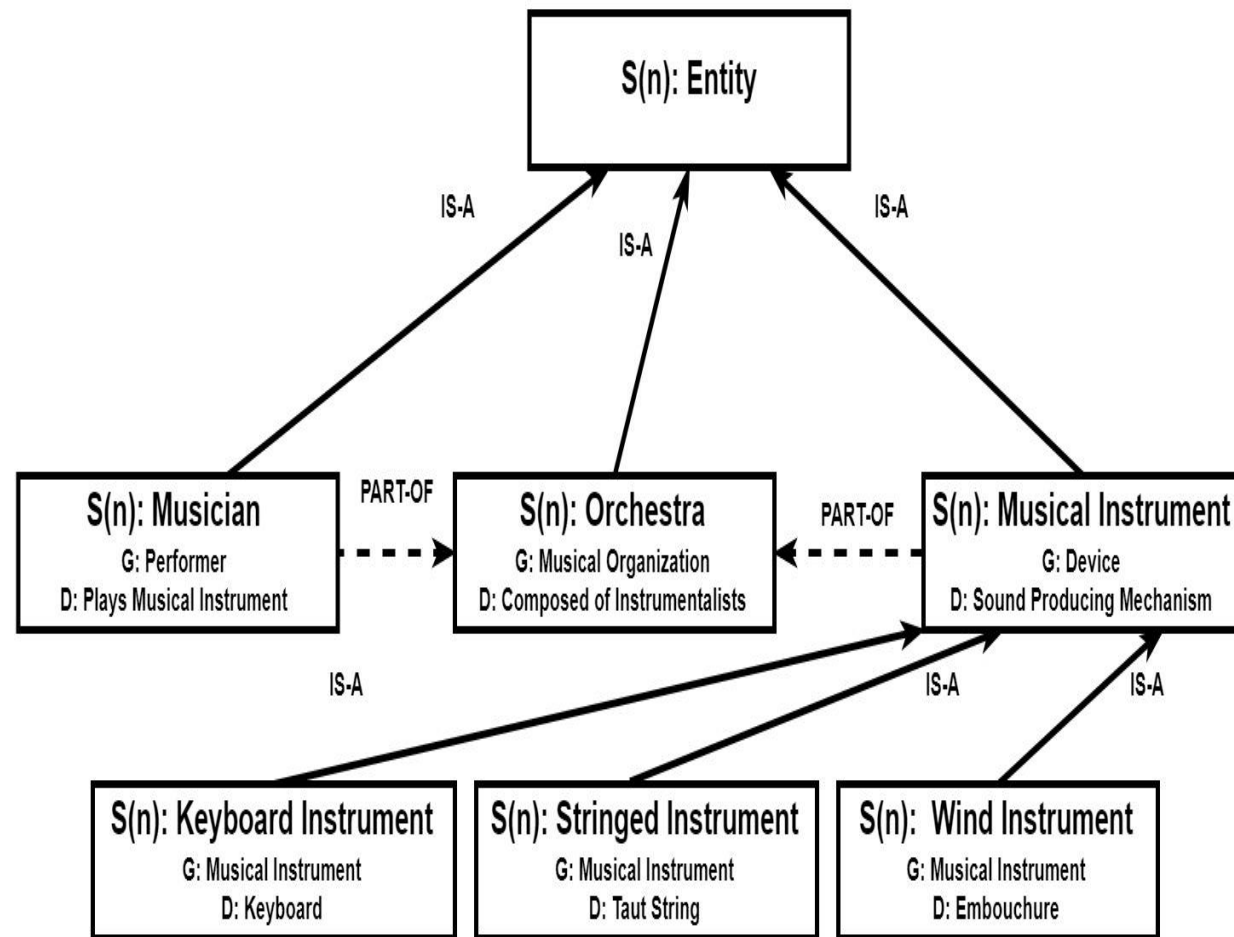 S(n): Entity
IS-A
IS-A
IS-A
S(n): Musician
G: Performer
D: Plays Musical Instrument
PART-OF
S(n): Orchestra
G: Musical Organization
D: Composed of Instrumentalists
PART-OF
S(n): Musical Instrument
G: Device
D: Sound Producing Mechanism
IS-A
IS-A
IS-A
S(n): Keyboard Instrument
G: Musical Instrument
D: Keyboard
S(n): Stringed Instrument
G: Musical Instrument
D: Taut String
S(n): Wind Instrument
G: Musical Instrument
D: Embouchure